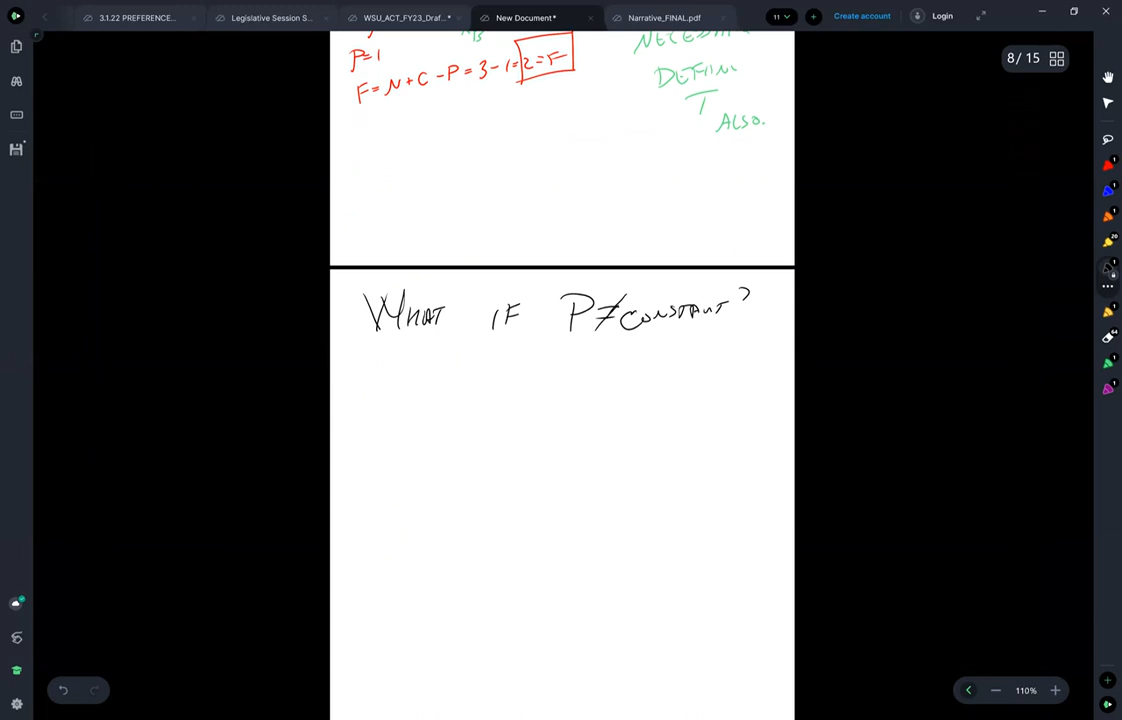 3.1.22 PREFERENCE...
Legislative Session S...
WSU_ACT_FY23_Draf...*
New Document*
Narrative_FINAL.pdf
11
Create account
Login
8/15
P=1
F=N+C-P=3-1=2=F
ALSO.
WHAT IF P≠CONSTANT?
110%